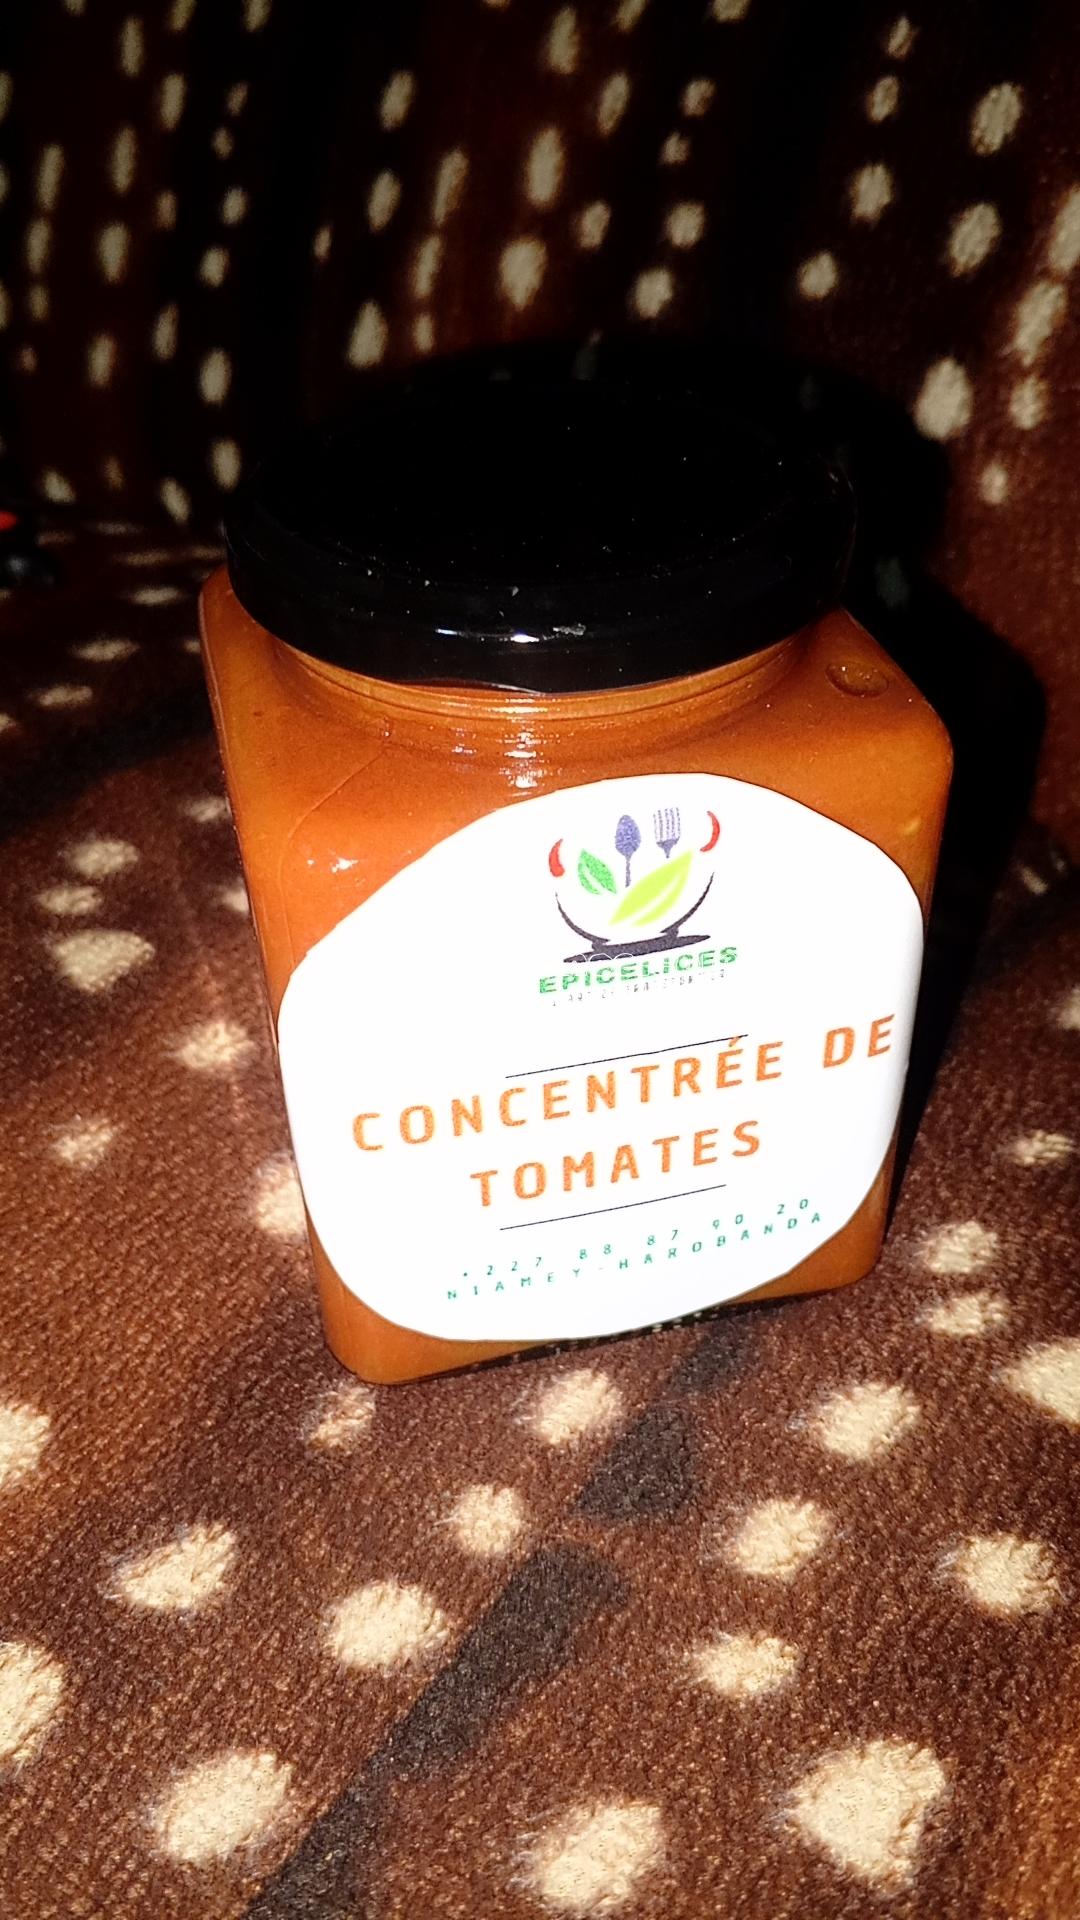 EPICELICES
CONCENTRÉE DE
TOMATES
+227 88 87 90 20
NIAMEY-HAROBANDA